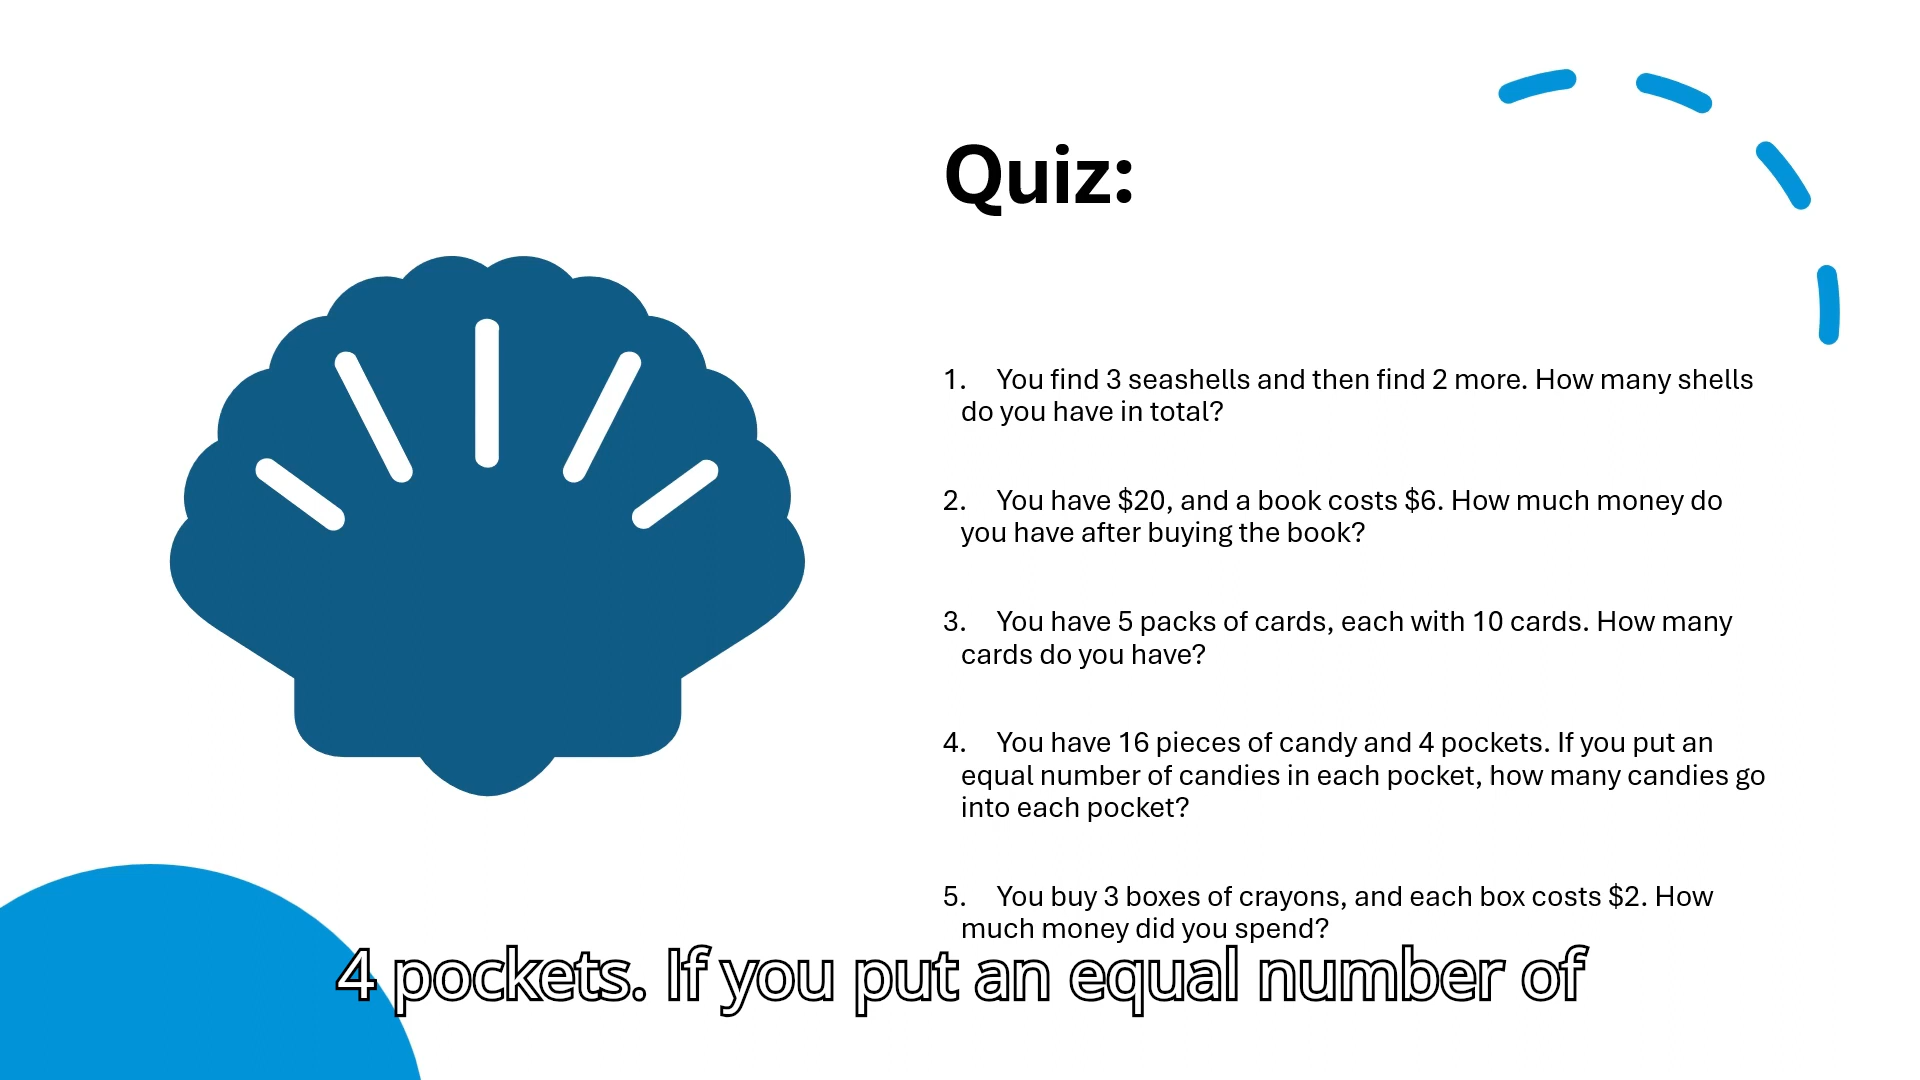 Quiz:
1. You find 3 seashells and then find 2 more. How many shells
do you have in total?
2. You have $20, and a book costs $6. How much money do
you have after buying the book?
3. You have 5 packs of cards, each with 10 cards. How many
cards do you have?
4. You have 16 pieces of candy and 4 pockets. If you put an
equal number of candies in each pocket, how many candies go
into each pocket?
5. You buy 3 boxes of crayons, and each box costs $2. How
much money did you spend?
4 pockets. If you put an equal number of